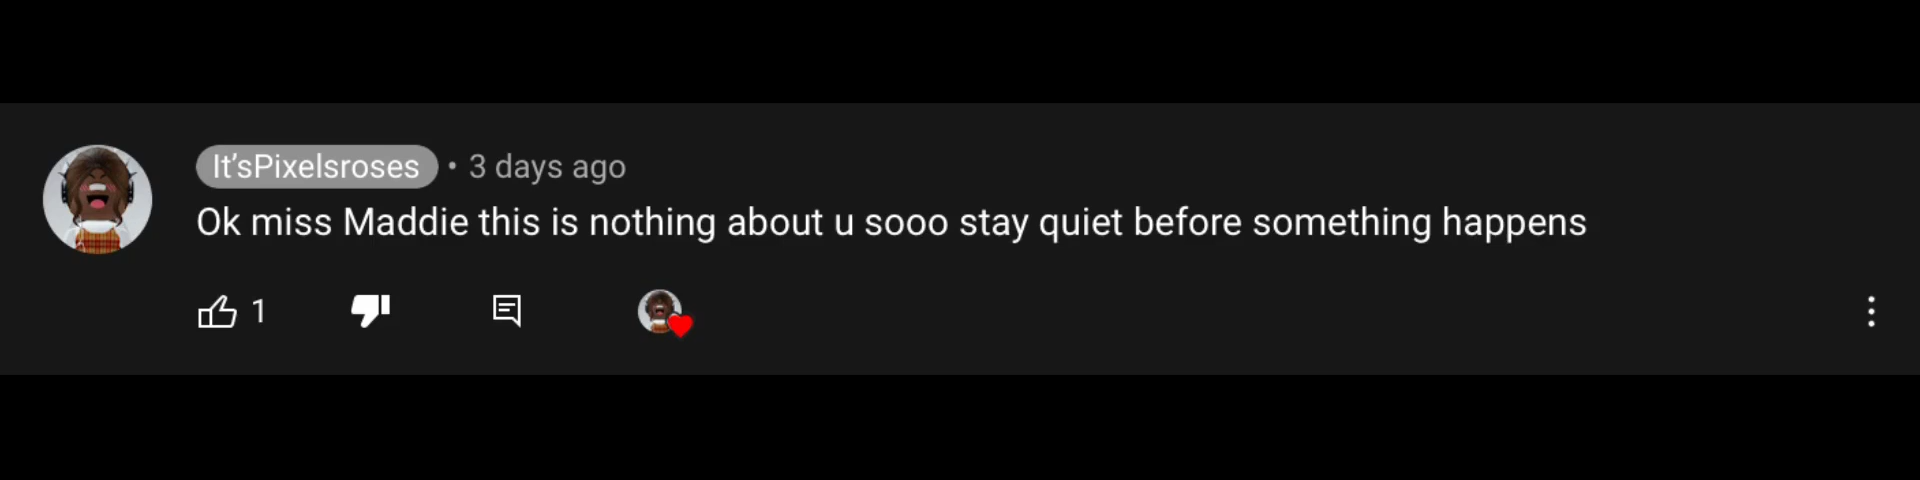 It'sPixelsroses • 3 days ago
Ok miss Maddie this is nothing about u sooo stay quiet before something happens
1